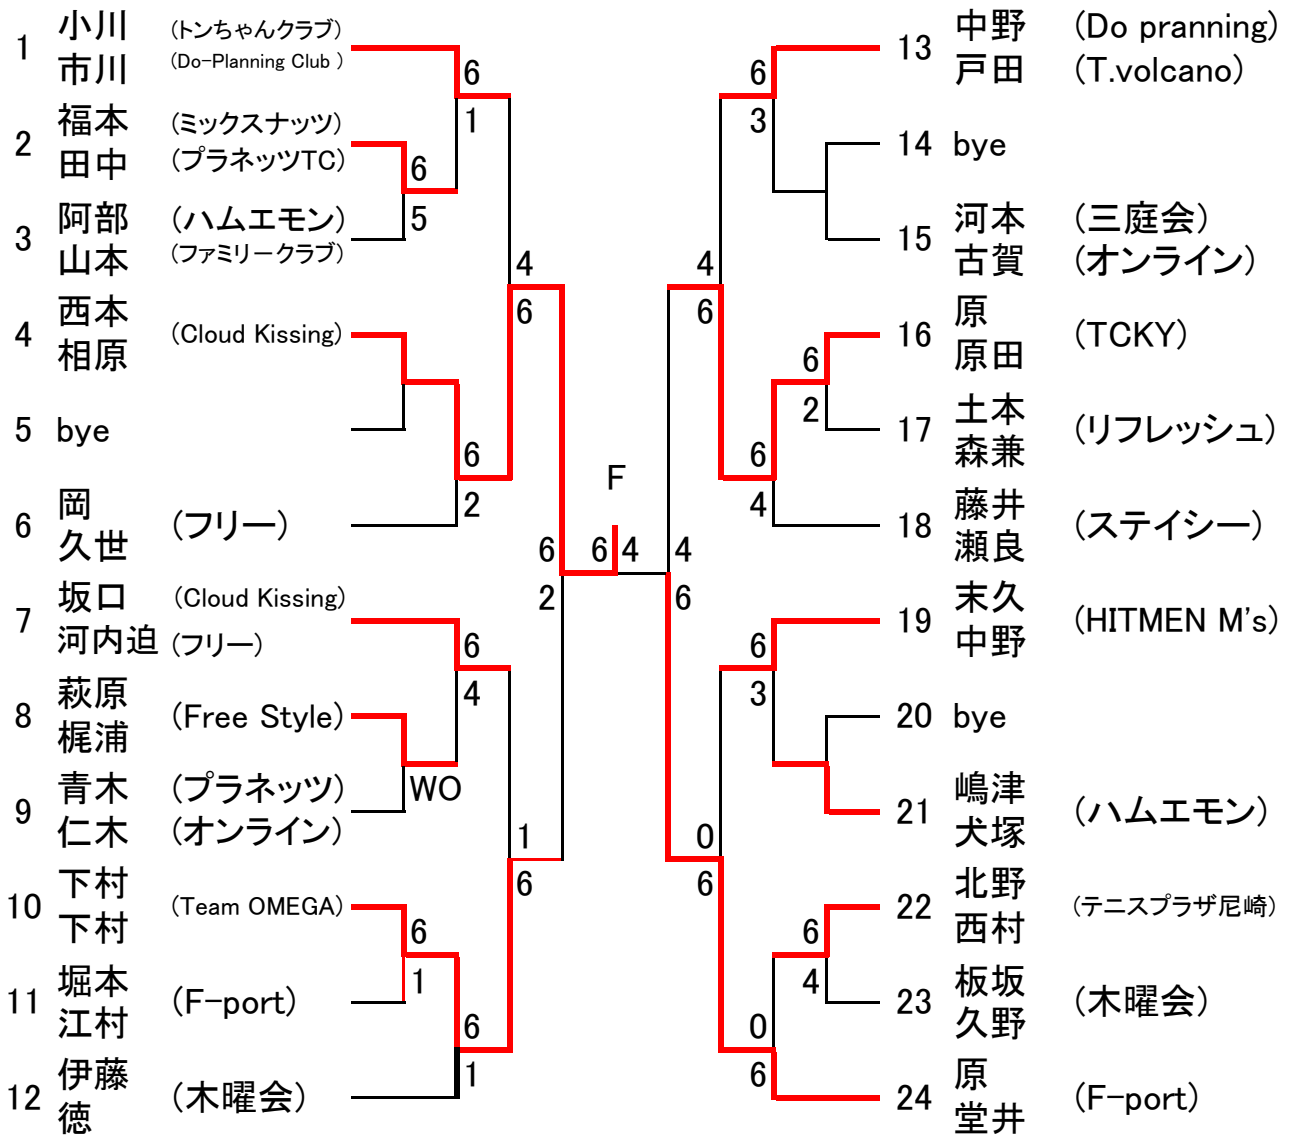 1 小川 (トンちゃんクラブ)
市川 (Do-Planning Club )
2 福本 (ミックスナッツ)
田中 (プラネッツTC)
3 阿部 (ハムエモン)
山本 (ファミリークラブ)
4 西本 (Cloud Kissing)
相原
5 bye
6 岡 (フリー)
久世
7 坂口 (Cloud Kissing)
河内迫 (フリー)
8 萩原 (Free Style)
梶浦
9 青木 (プラネッツ)
仁木 (オンライン)
10 下村 (Team OMEGA)
下村
11 堀本 (F-port)
江村
12 伊藤 (木曜会)
徳
6
1
6
5
4
6
6
2
6
2
6
4
WO
1
6
6
1
6
1
F
6 4
13 中野 (Do pranning)
戸田 (T.volcano)
14 bye
15 河本 (三庭会)
古賀 (オンライン)
16 原 (TCKY)
原田
17 土本 (リフレッシュ)
森兼
18 藤井 (ステイシー)
瀬良
19 末久 (HITMEN M's)
中野
20 bye
21 嶋津 (ハムエモン)
犬塚
22 北野 (テニスプラザ尼崎)
西村
23 板坂 (木曜会)
久野
24 原 (F-port)
堂井
6
3
4
6
6
2
6
4
4
6
6
3
0
6
6
4
0
6